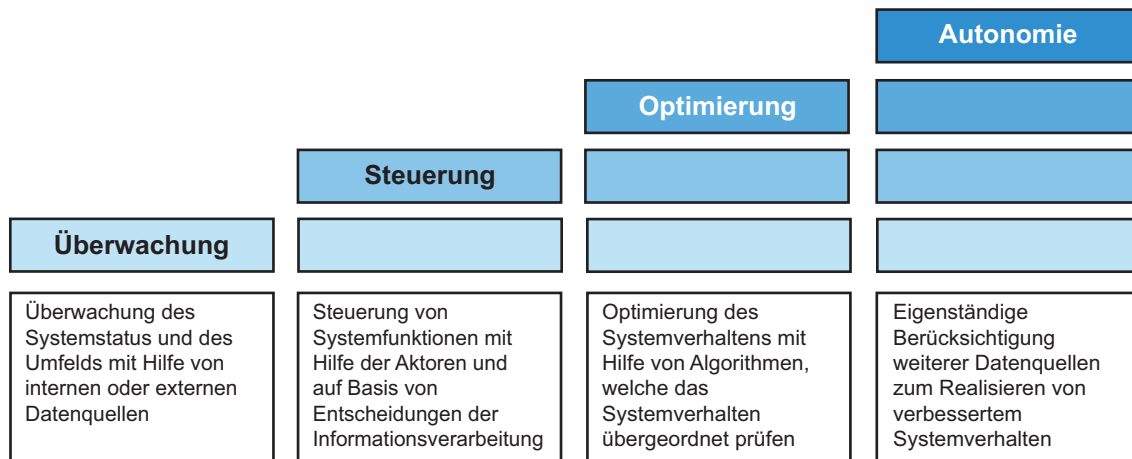 Autonomie
Optimierung
Steuerung
Überwachung
Überwachung des
Systemstatus und des
Umfelds mit Hilfe von
internen oder externen
Datenquellen
Steuerung von
Systemfunktionen mit
Hilfe der Aktoren und
auf Basis von
Entscheidungen der
Informationsverarbeitung
Optimierung des
Systemverhaltens mit
Hilfe von Algorithmen,
welche das
Systemverhalten
übergeordnet prüfen
Eigenständige
Berücksichtigung
weiterer Datenquellen
zum Realisieren von
verbessertem
Systemverhalten